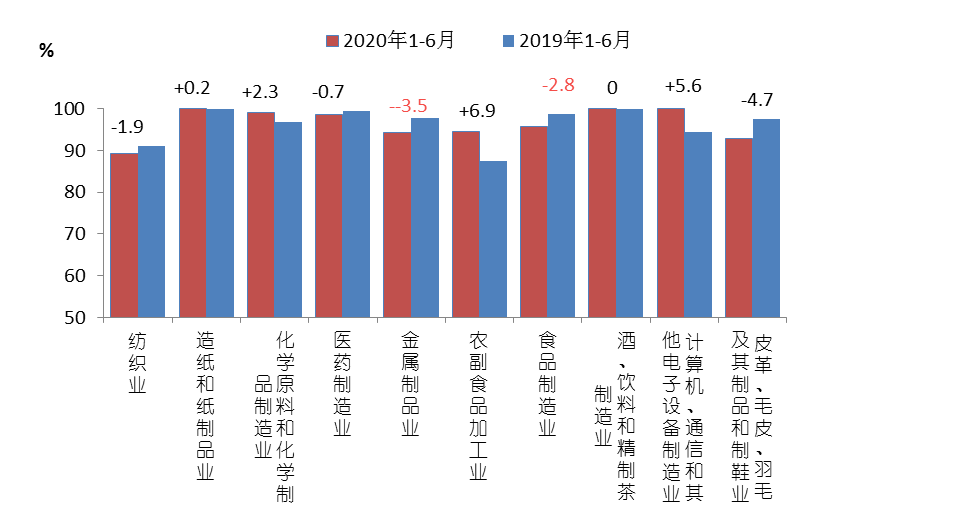 %
2020年1-6月
2019年1-6月
-1.9
+0.2
+2.3
-0.7
--3.5
+6.9
-2.8
0
+5.6
-4.7
100
90
80
70
60
50
纺织业
造纸和纸制品业
化学原料和化学制
品制造业
医药制造业
金属制品业
农副食品加工业
食品制造业
酒、饮料和精制茶
制造业
计算机、通信和其
他电子设备制造业
皮革、毛皮、羽毛
及其制品和制鞋业